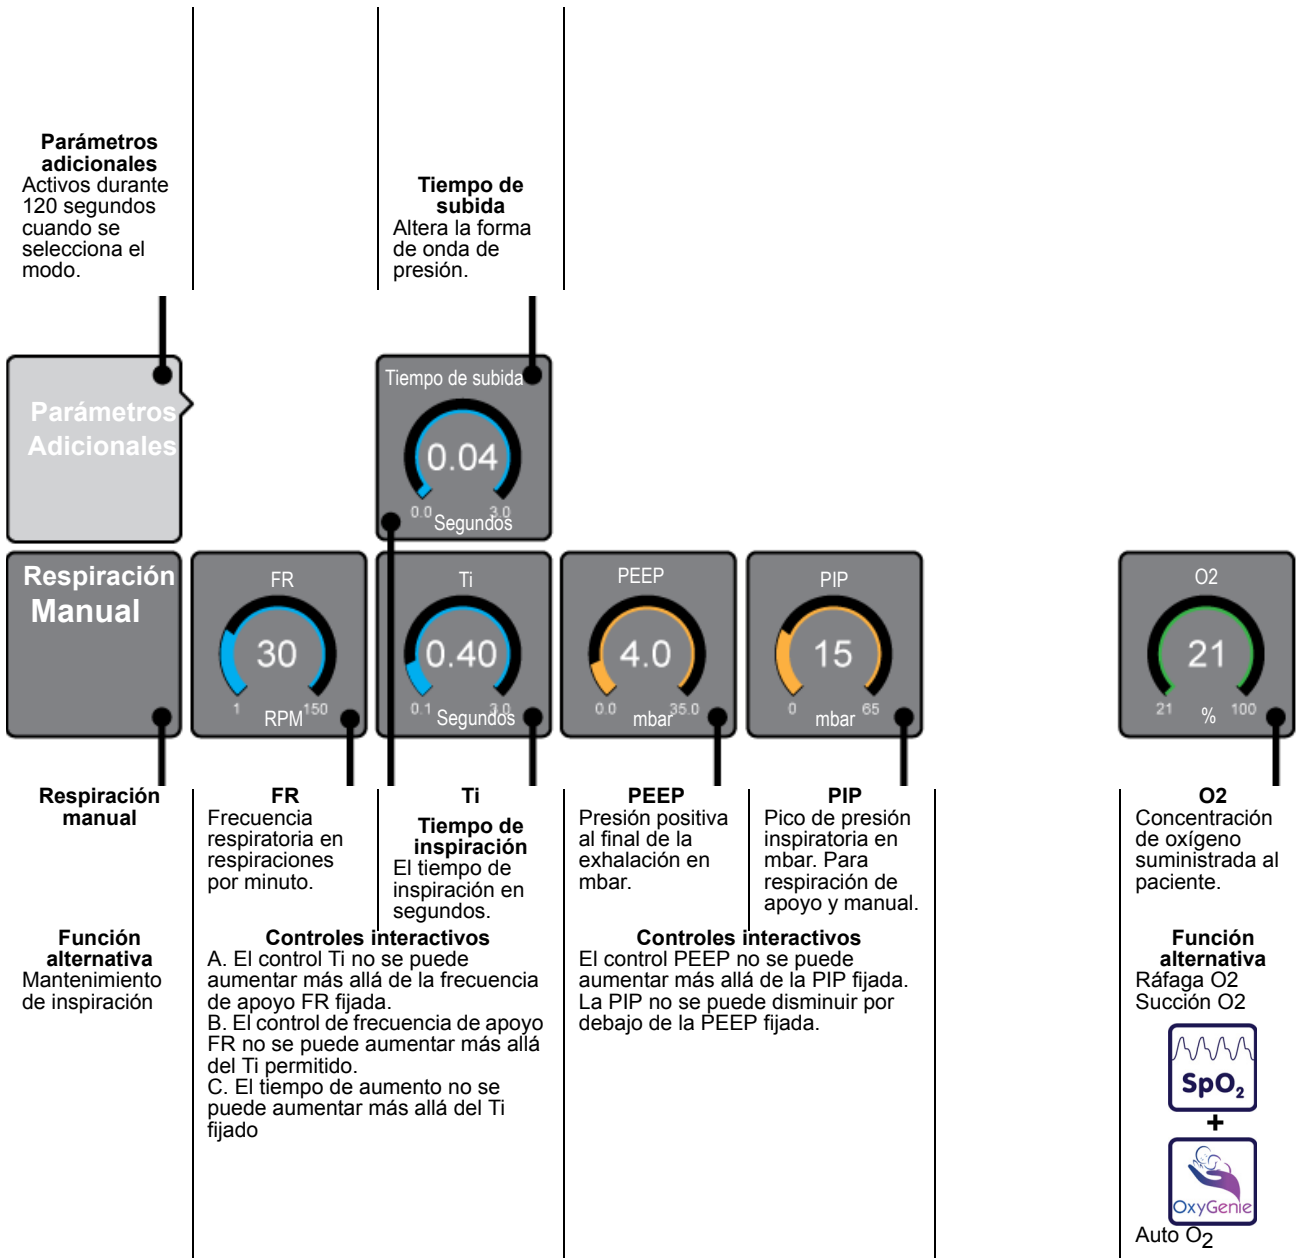 Parámetros
adicionales
Activos durante
120 segundos
cuando se
selecciona el
modo.
Tiempo de
subida
Altera la forma
de onda de
presión.
Parámetros
Adicionales
Tiempo de subida
0.04
0.0
3.0
Segundos
Respiración
Manual
FR
30
1
150
RPM
Ti
0.40
0.1
3.0
Segundos
PEEP
4.0
0.0
35.0
mbar
PIP
15
0
65
mbar
O2
21
21
100
%
Respiración
manual
Función
alternativa
Mantenimiento
de inspiración
FR
Frecuencia
respiratoria en
respiraciones
por minuto.
Ti
Tiempo de
inspiración
El tiempo de
inspiración en
segundos.
Controles interactivos
A. El control Ti no se puede
aumentar más allá de la frecuencia
de apoyo FR fijada.
B. El control de frecuencia de apoyo
FR no se puede aumentar más allá
del Ti permitido.
C. El tiempo de aumento no se
puede aumentar más allá del Ti
fijado
PEEP
Presión positiva
al final de la
exhalación en
mbar.
PIP
Pico de presión
inspiratoria en
mbar. Para
respiración de
apoyo y manual.
Controles interactivos
El control PEEP no se puede
aumentar más allá de la PIP fijada.
La PIP no se puede disminuir por
debajo de la PEEP fijada.
O2
Concentración
de oxígeno
suministrada al
paciente.
Función
alternativa
Ráfaga O2
Succión O2
SpO₂
+
OxyGenie
Auto O₂